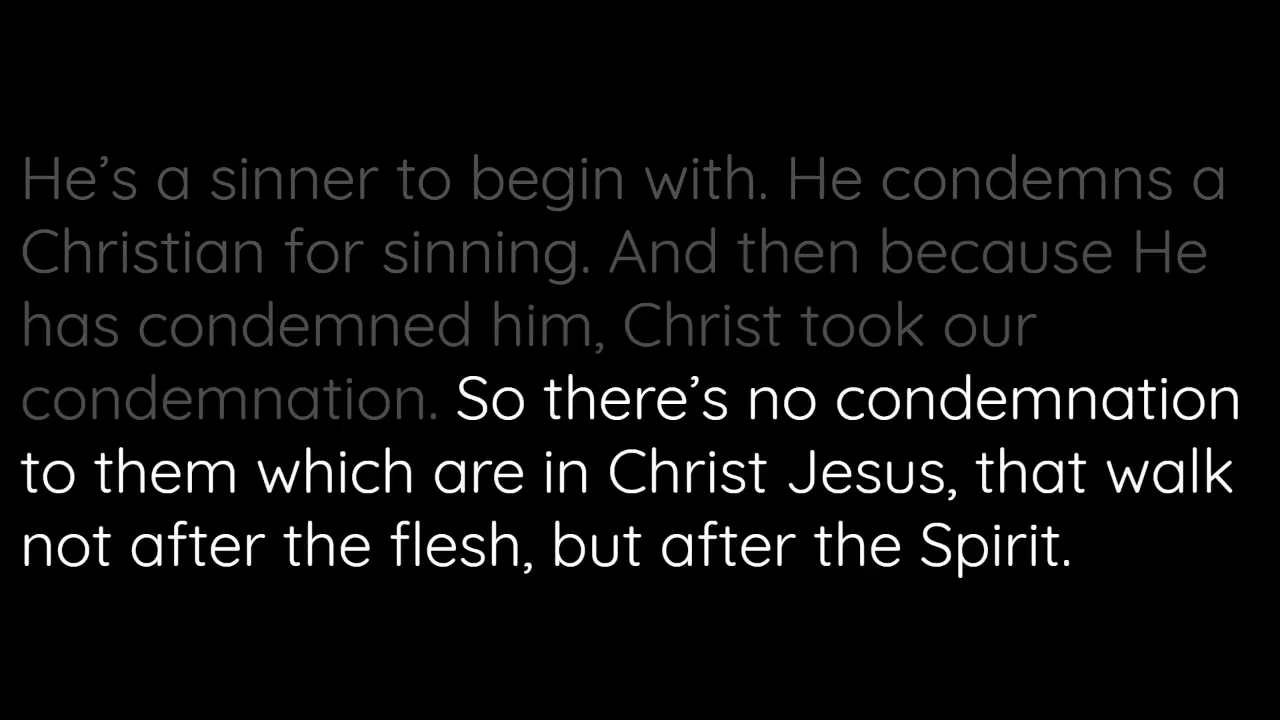 He’s a sinner to begin with. He condemns a
Christian for sinning. And then because He
has condemned him, Christ took our
condemnation. So there’s no condemnation
to them which are in Christ Jesus, that walk
not after the flesh, but after the Spirit.